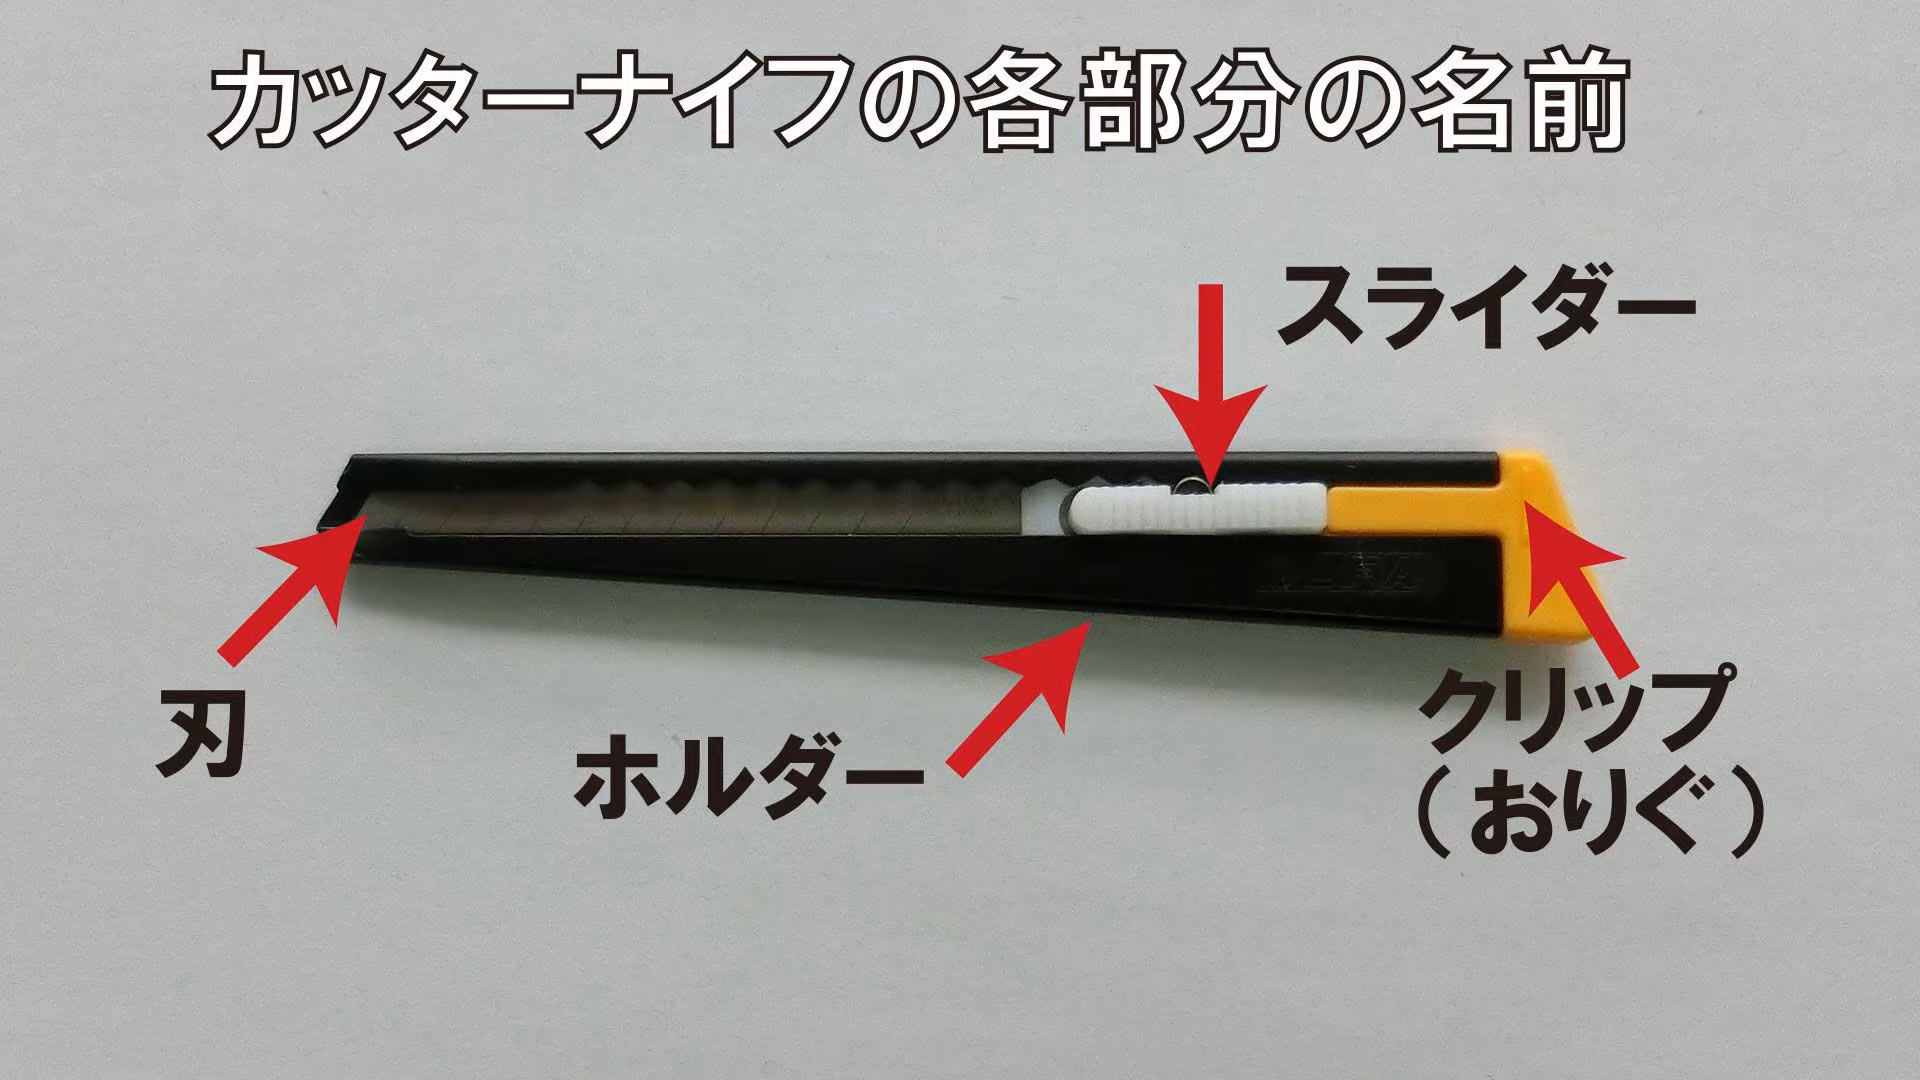 カッターナイフの各部分の名前
スライダー
刃
ホルダー
クリップ
（おりぐ）